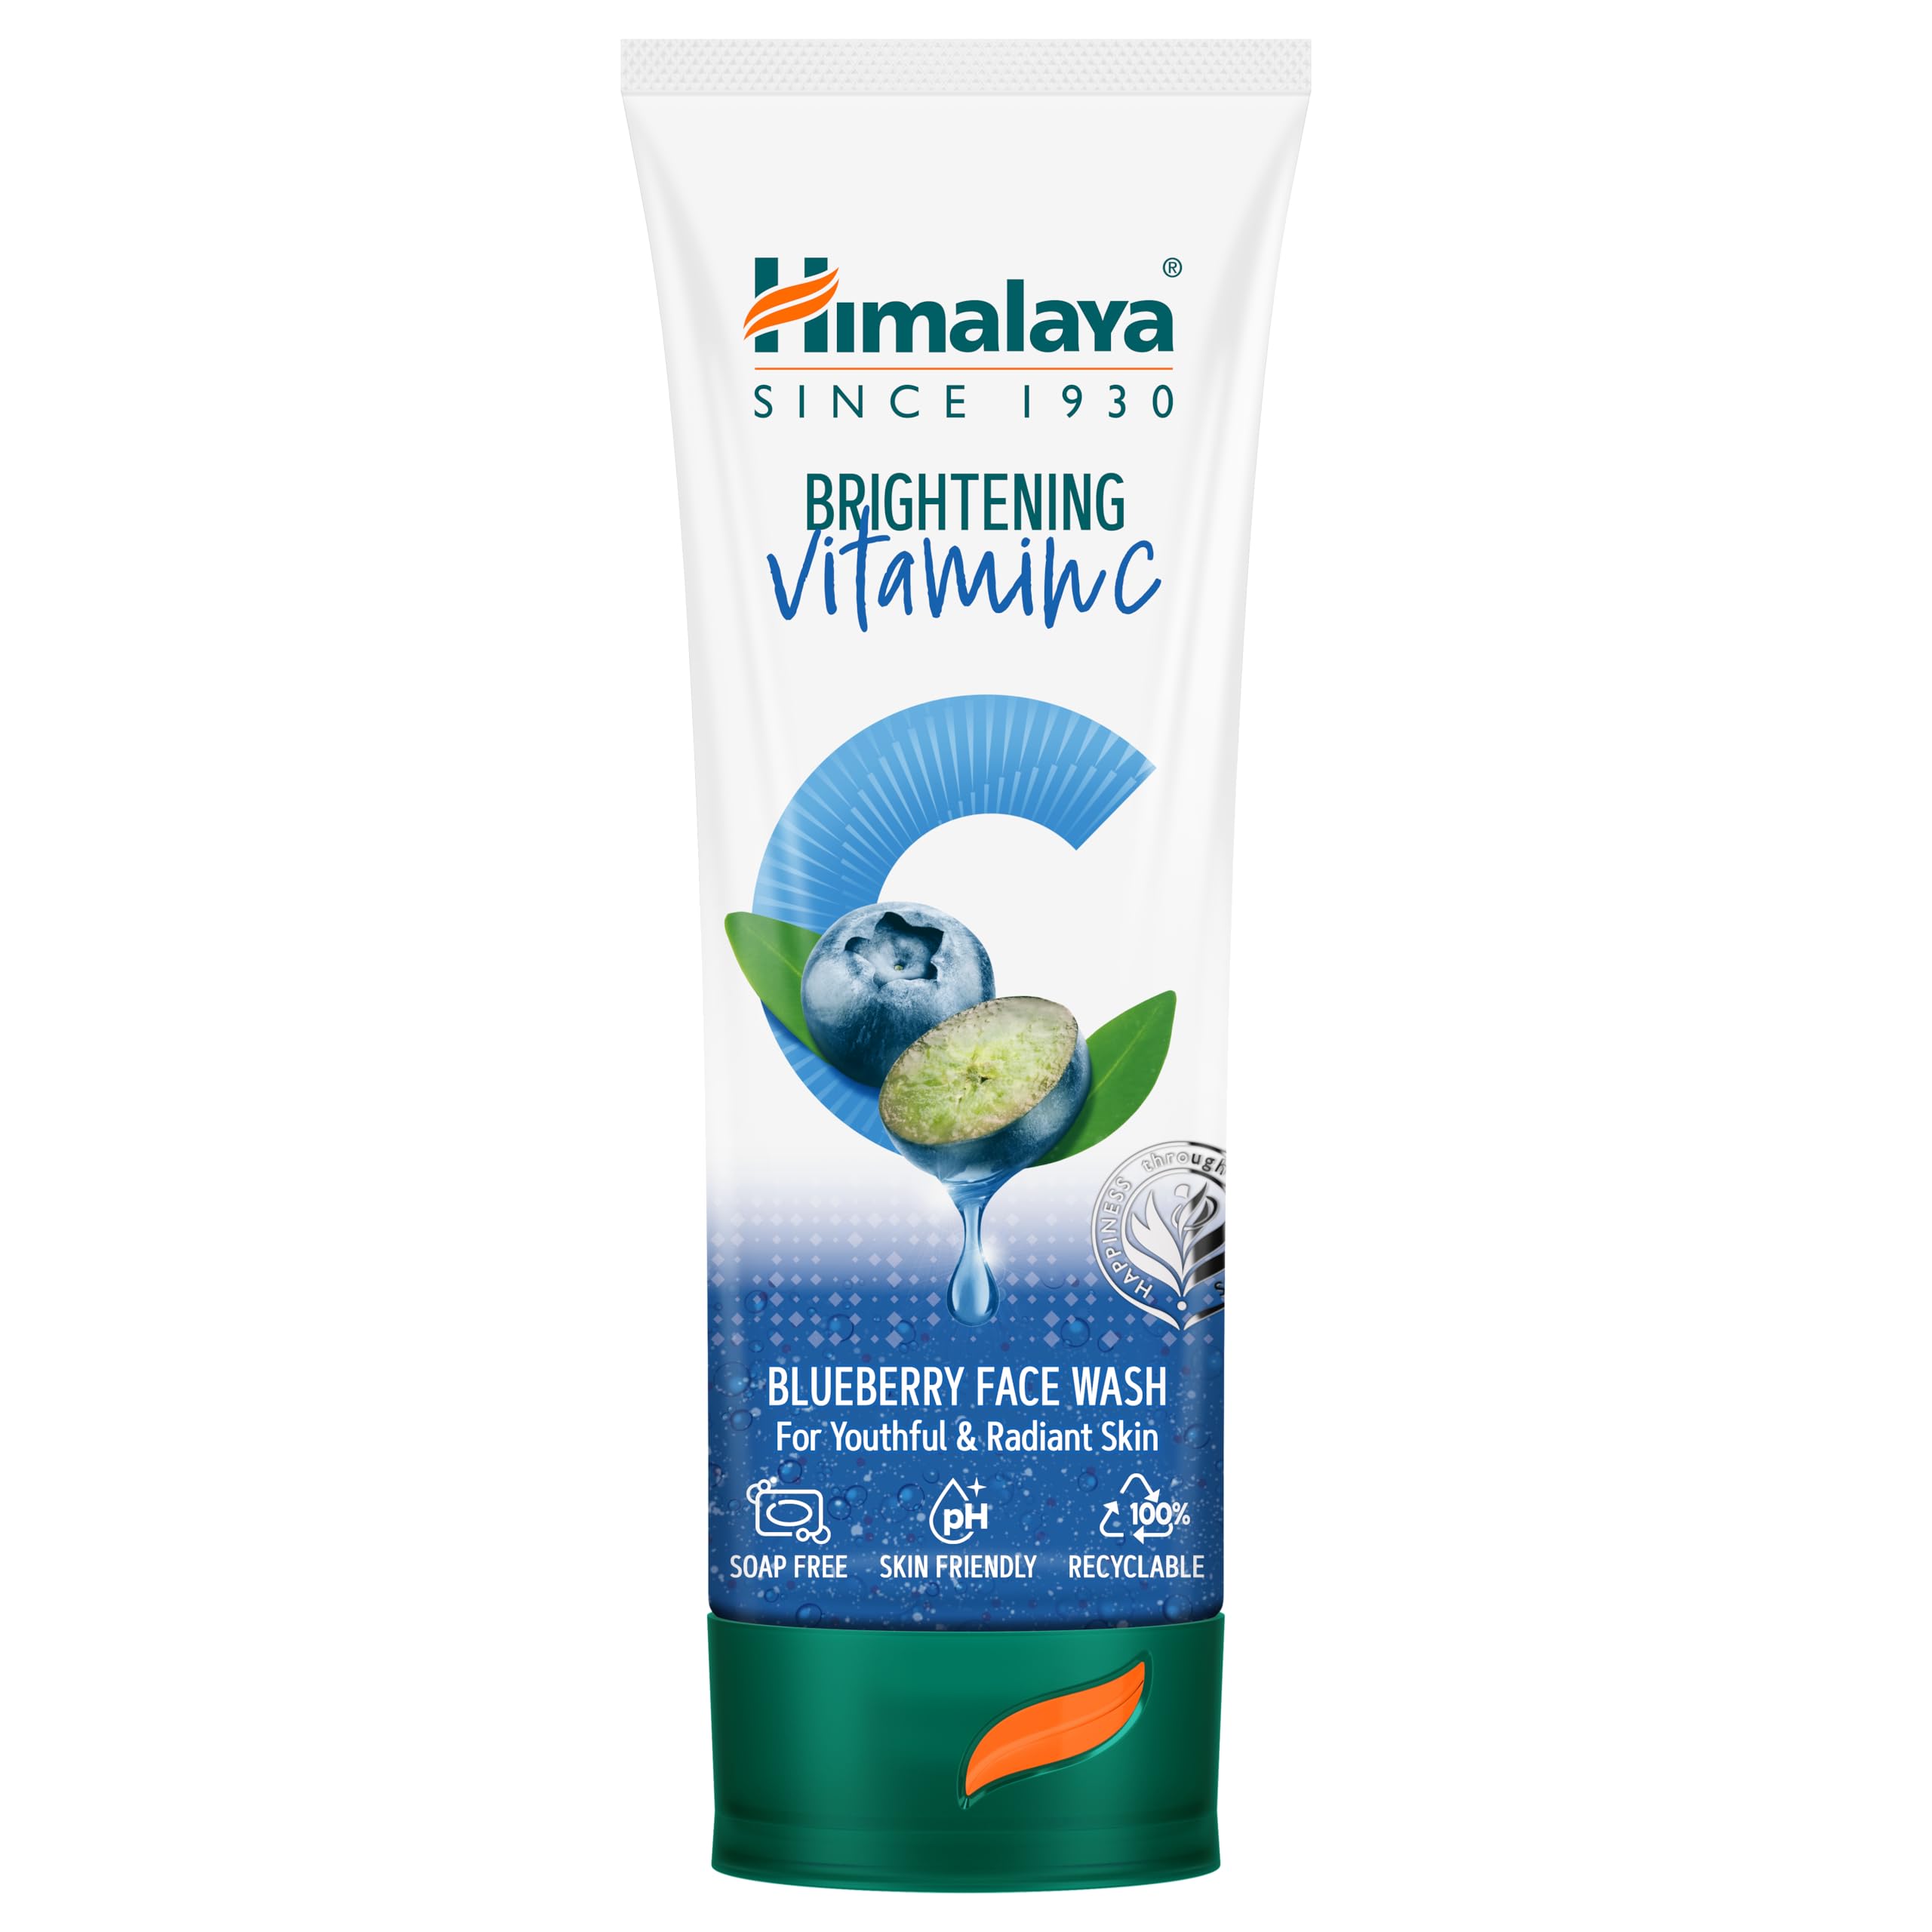 Himalaya®
SINCE 1930
BRIGHTENING
vitamin C
HAPPINESS through
BLUEBERRY FACE WASH
For Youthful & Radiant Skin
pH
100%
SOAP FREE SKIN FRIENDLY RECYCLABLE